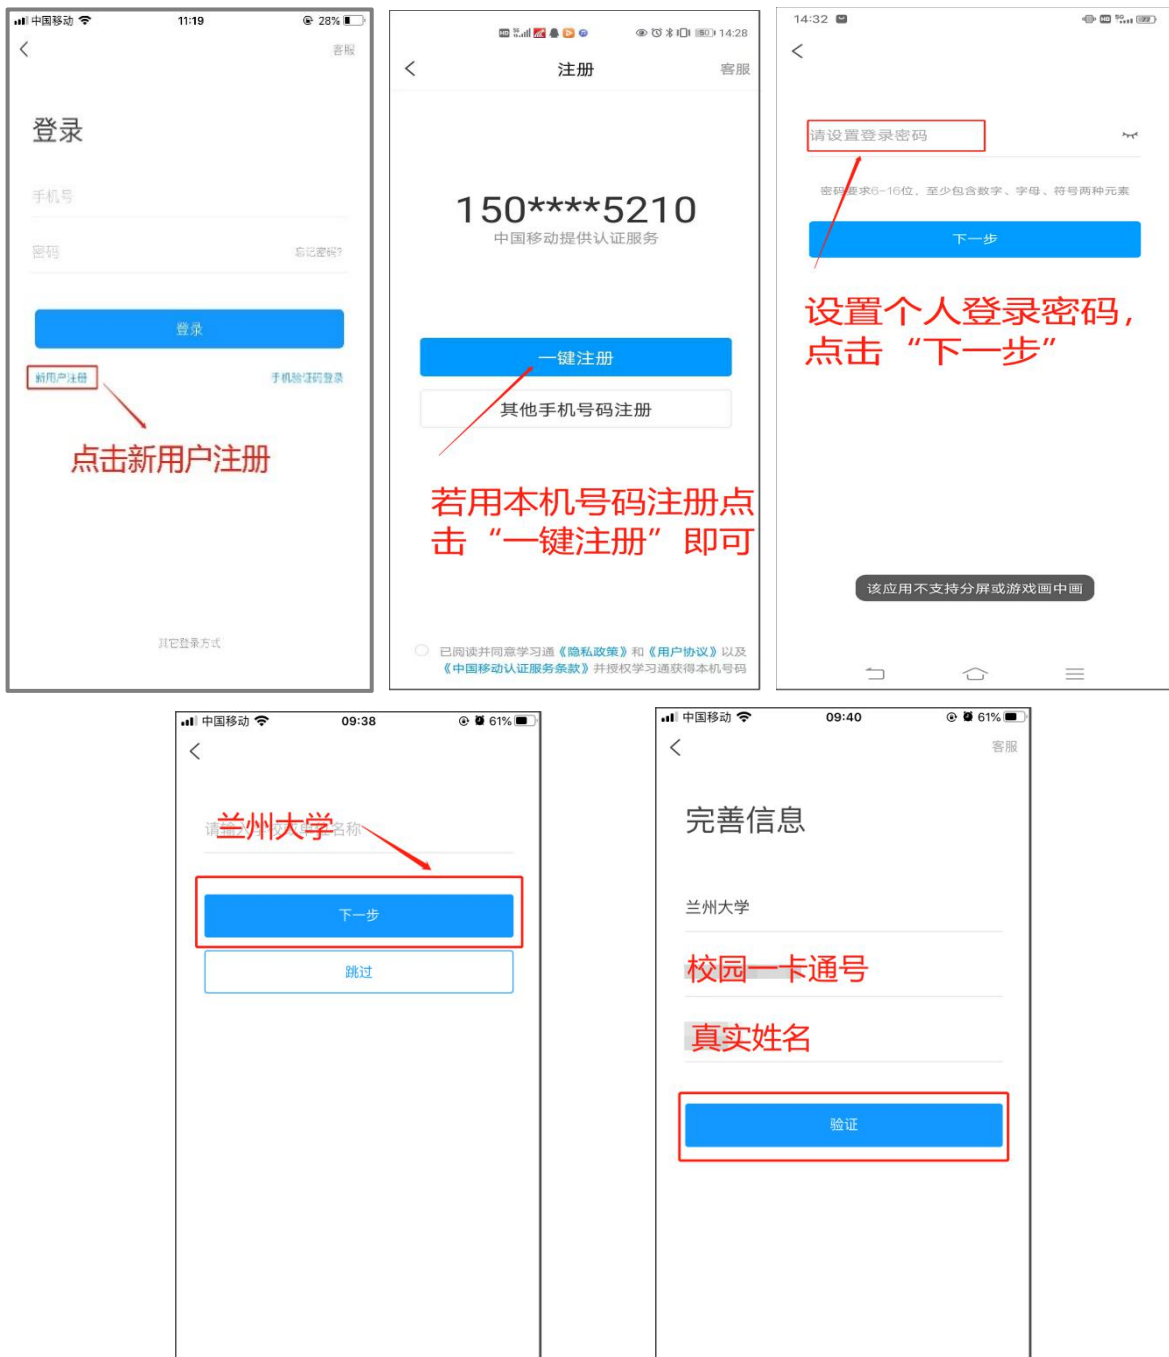 中国移动 11:19 28%
客服
登录
手机号
密码 忘记密码?
登录
新用户注册 手机验证码登录
点击新用户注册
其它登录方式
14:28
注册 客服
150****5210
中国移动提供认证服务
一键注册
其他手机号码注册
若用本机号码注册点
击“一键注册”即可
已阅读并同意学习通《隐私政策》和《用户协议》以及
《中国移动认证服务条款》并授权学习通获得本机号码
14:32
请设置登录密码
密码要求6-16位、至少包含数字、字母、符号两种元素
下一步
设置个人登录密码，
点击“下一步”
该应用不支持分屏或游戏画中画
中国移动 09:38 61%
兰州大学
下一步
跳过
中国移动 09:40 61%
客服
完善信息
兰州大学
校园一卡通号
真实姓名
验证